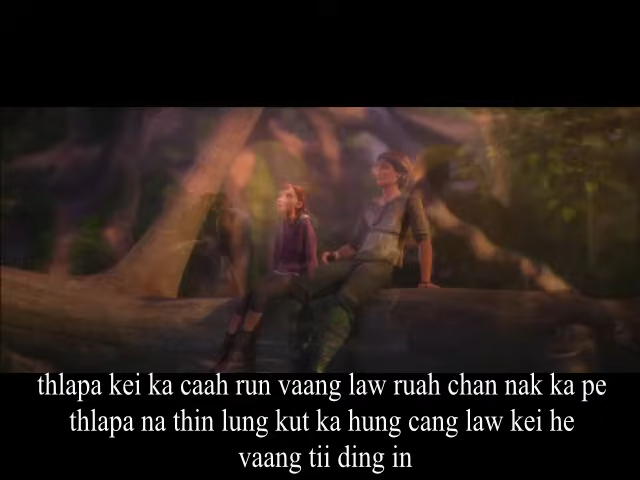 thlapa kei ka caah run vaang law ruah chan nak ka pe
thlapa na thin lung kut ka hung cang law kei he
vaang tii ding in